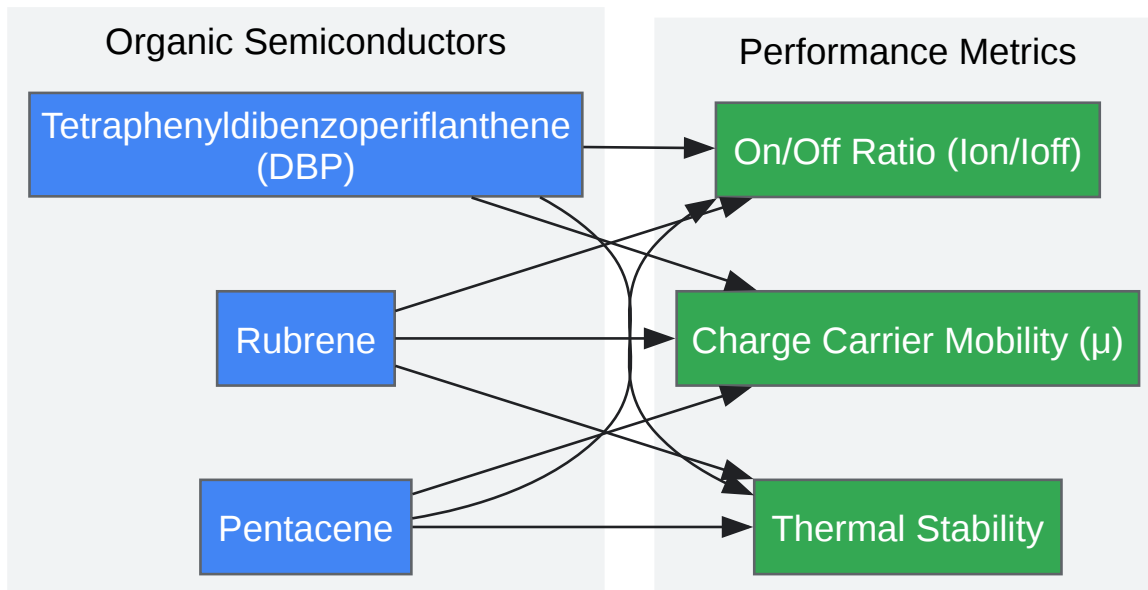 Organic Semiconductors
Tetraphenyldibenzoperiflanthene
(DBP)
Rubrene
Pentacene
Performance Metrics
On/Off Ratio (Ion/Ioff)
Charge Carrier Mobility (μ)
Thermal Stability